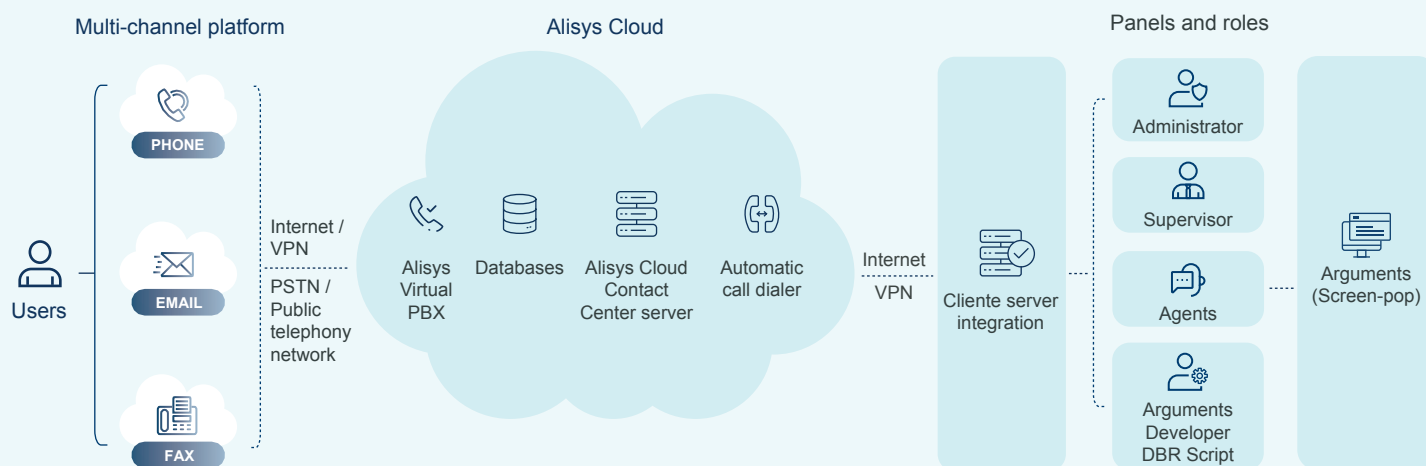 Multi-channel platform
Alisys Cloud
Panels and roles
Users
PHONE
EMAIL
FAX
Internet /
VPN
PSTN /
Public
telephony
network
Alisys
Virtual
PBX
Databases
Alisys Cloud
Contact
Center server
Automatic
call dialer
Internet
VPN
Cliente server
integration
Administrator
Supervisor
Agents
Arguments
Developer
DBR Script
Arguments
(Screen-pop)